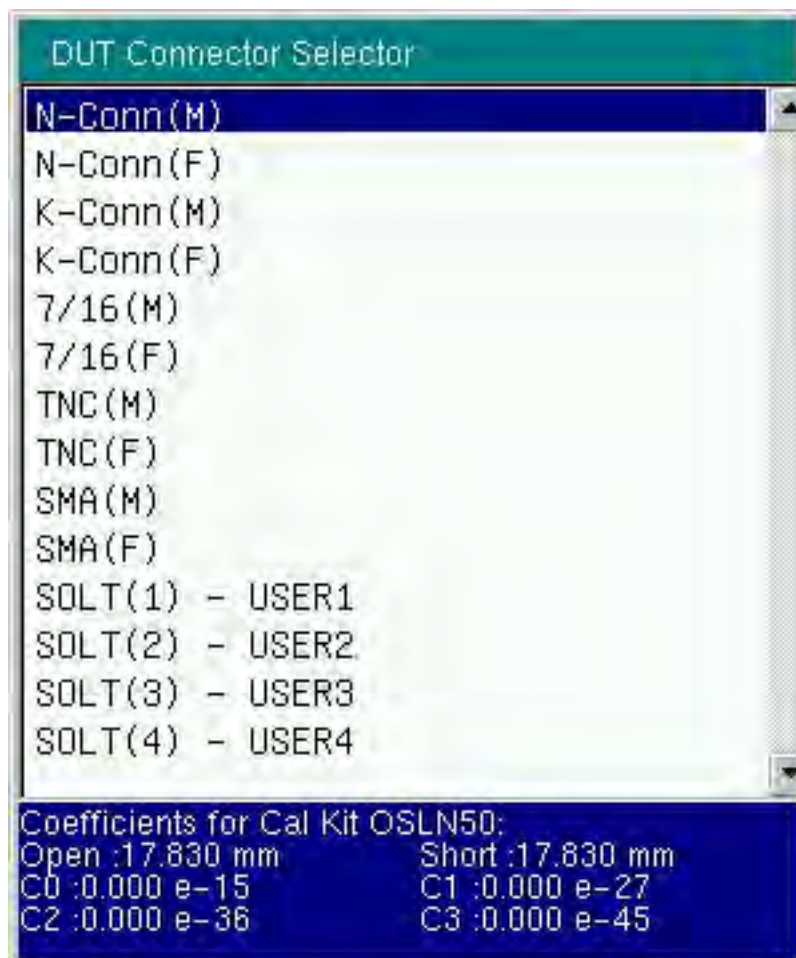 DUT Connector Selector
N-Conn(M)
N-Conn(F)
K-Conn(M)
K-Conn(F)
7/16(M)
7/16(F)
TNC(M)
TNC(F)
SMA(M)
SMA(F)
SOLT(1) - USER1
SOLT(2) - USER2
SOLT(3) - USER3
SOLT(4) - USER4
Coefficients for Cal Kit OSLN50:
Open :17.830 mm Short :17.830 mm
C0 :0.000 e-15 C1 :0.000 e-27
C2 :0.000 e-36 C3 :0.000 e-45